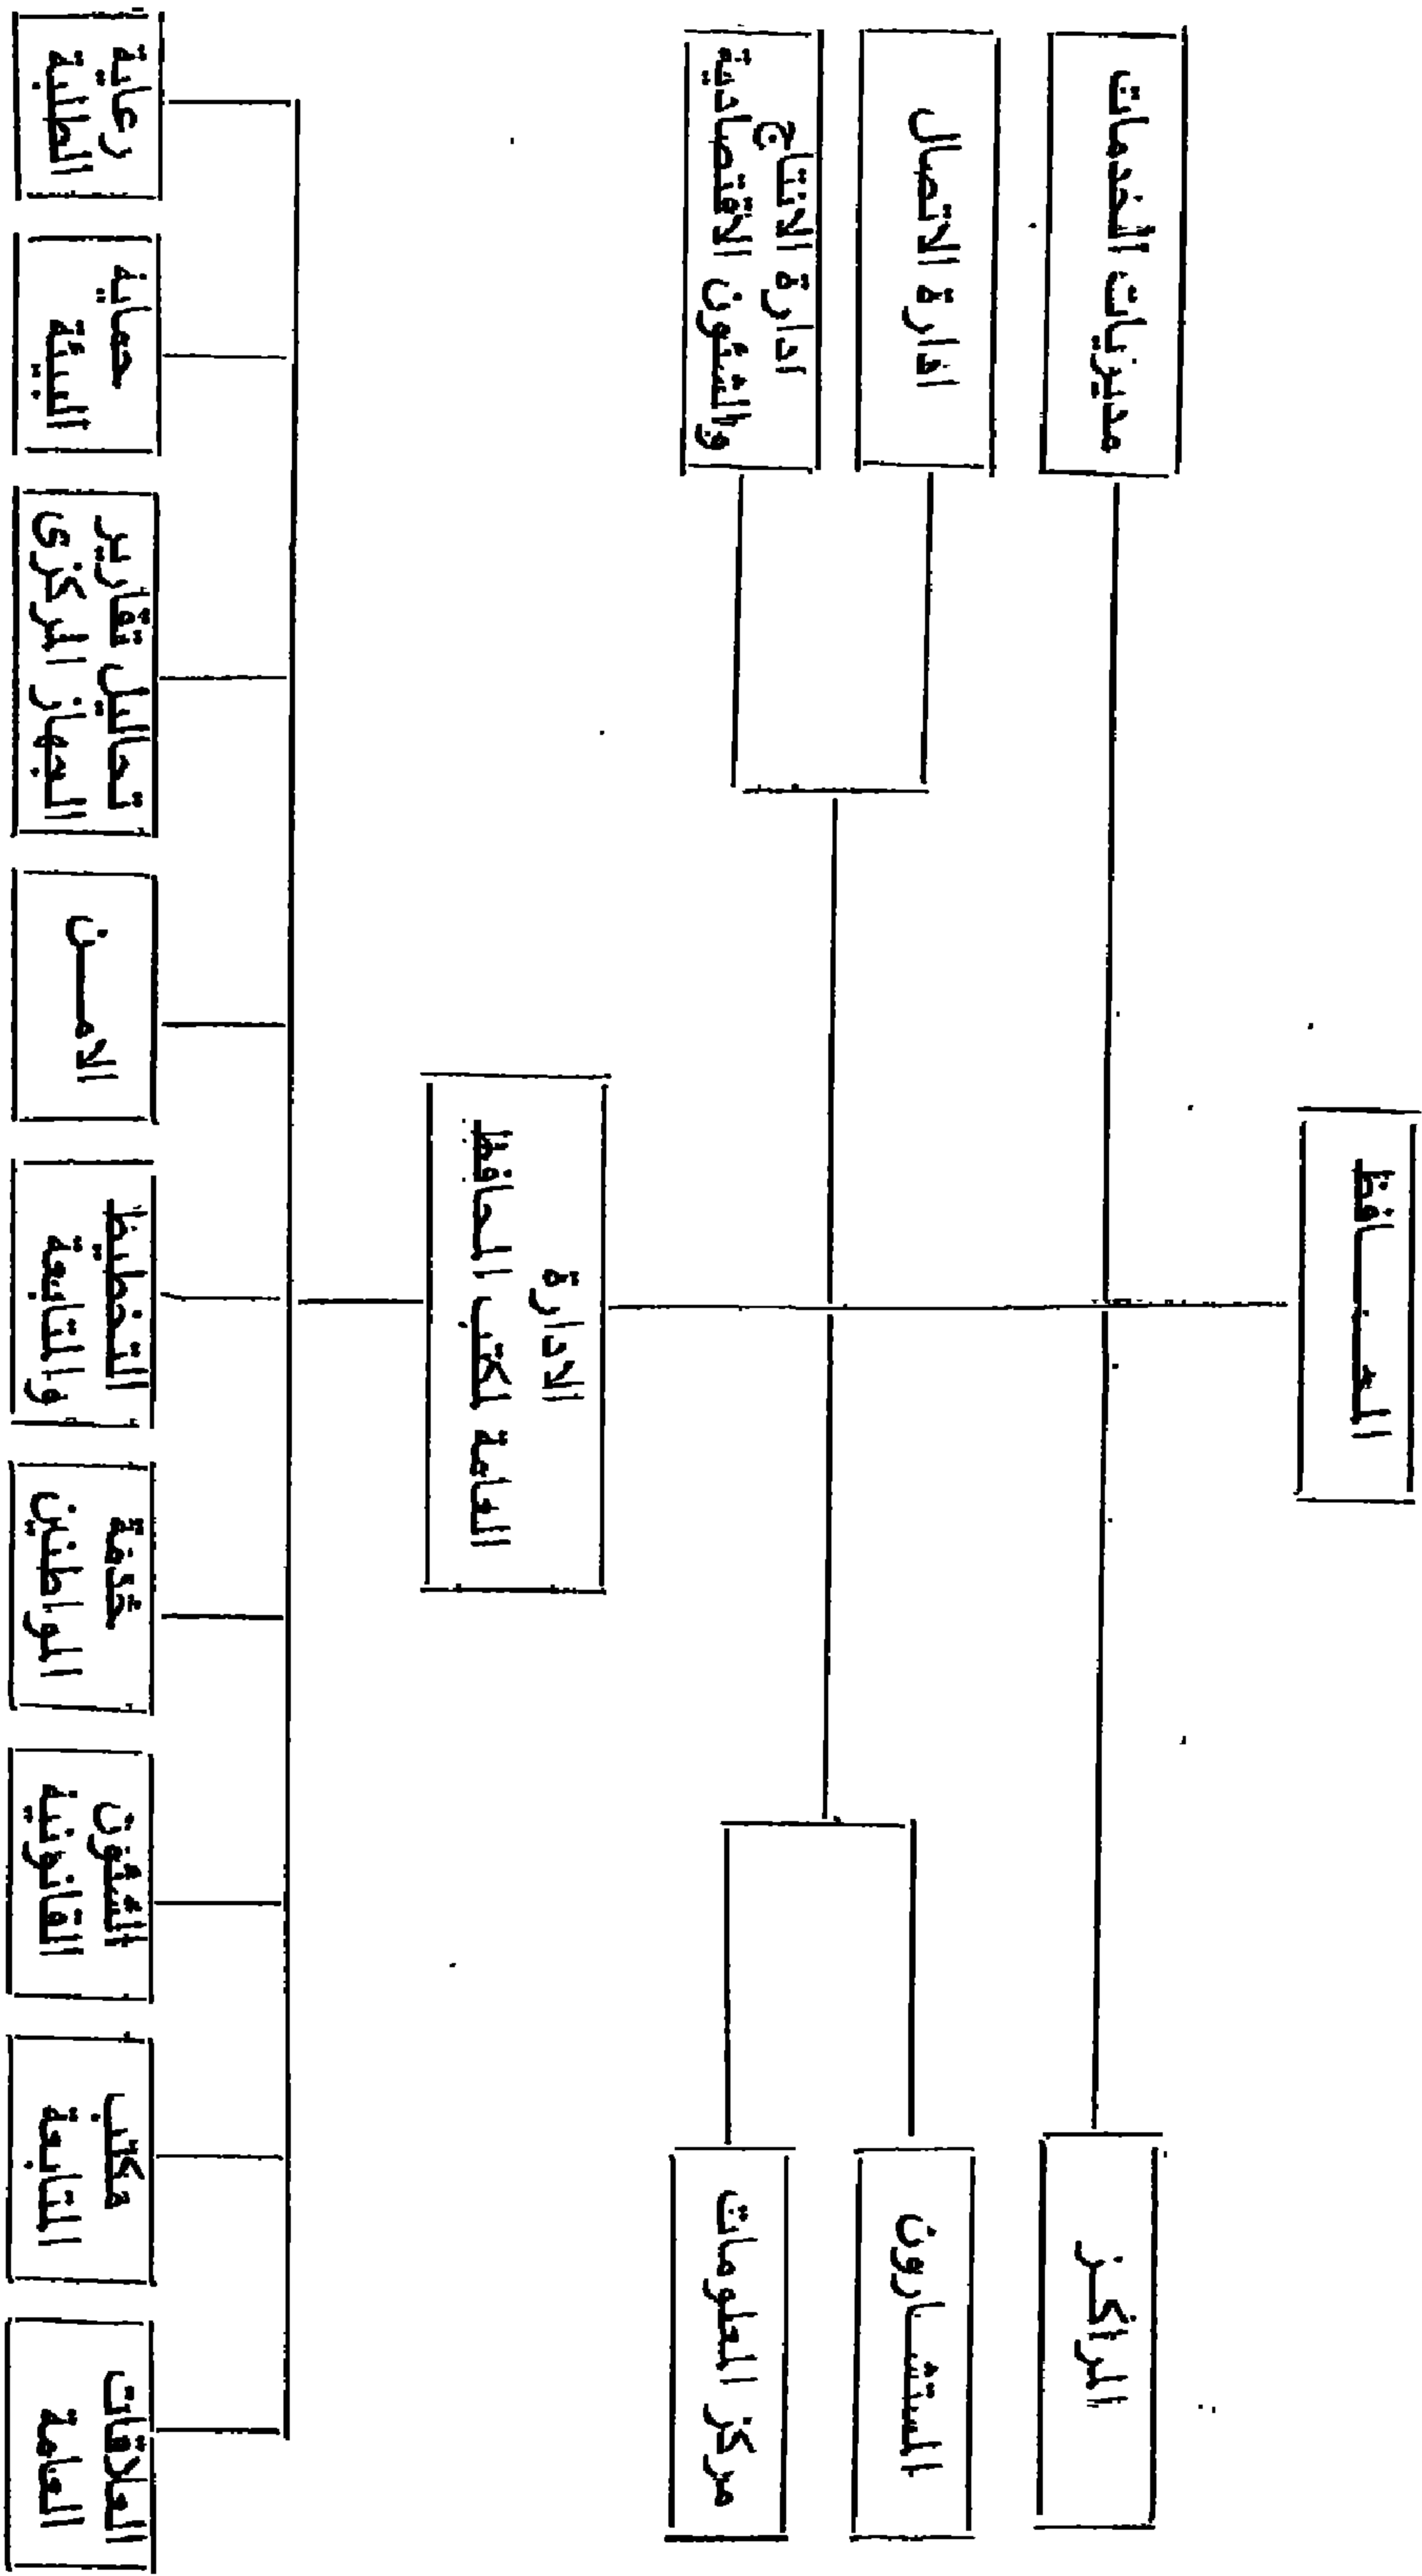 المحافظ
المراكز
مديريات الخدمات
المستشارون
ادارة الاتصال
مركز المعلومات
ادارة الانتاج
والشئون الاقتصادية
الادارة
العامة لمكتب المحافظ
العلاقات
العامة
مكتب
المتابعة
الشئون
القانونية
خدمة
المواطنين
التخطيط
والمتابعة
الامن
تحاليل تقارير
الجهاز المركزى
حماية
البيئة
رعاية
الطلبة